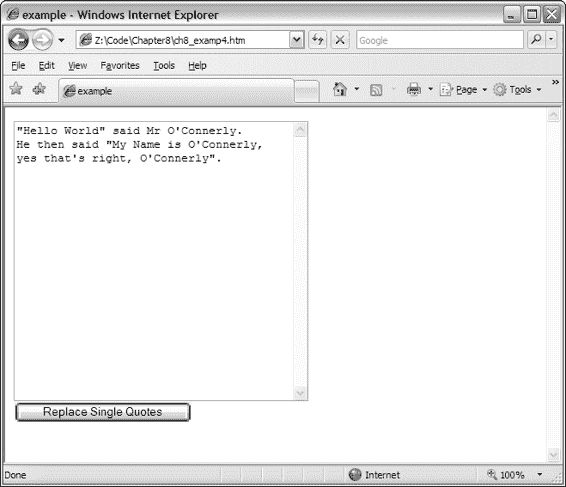 example - Windows Internet Explorer
Z:\Code\Chapter8\ch8_examp4.htm Google
File Edit View Favorites Tools Help
example Page Tools »
"Hello World" said Mr O'Connerly.
He then said "My Name is O'Connerly,
yes that's right, O'Connerly".
Replace Single Quotes
Done Internet 100%